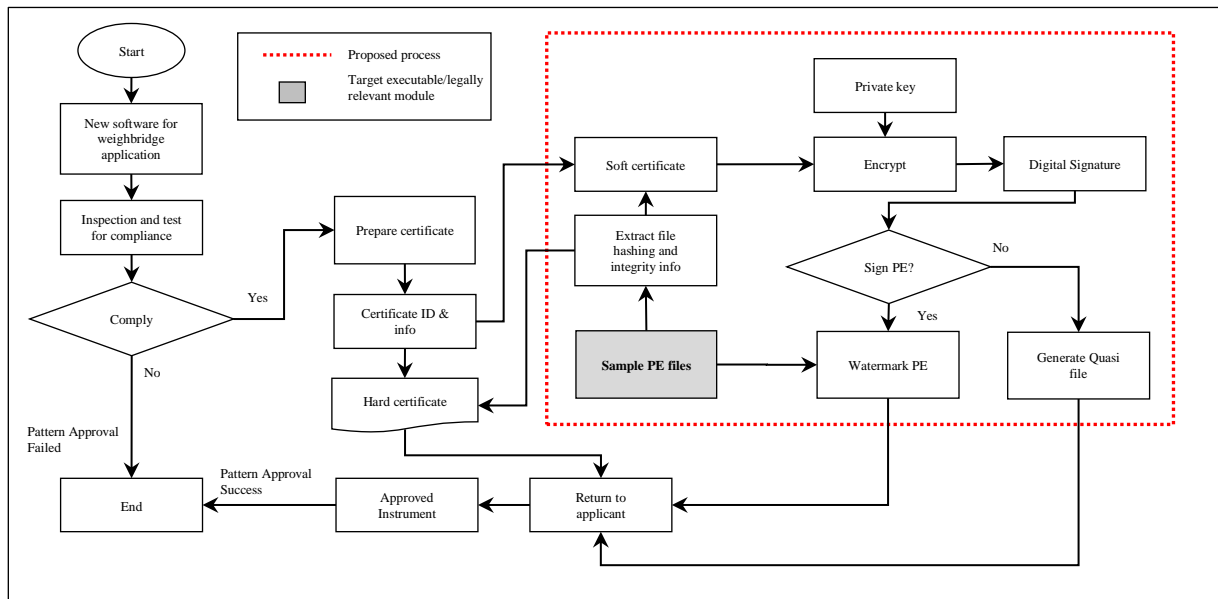 Start
New software for
weighbridge
application
Inspection and test
for compliance
Comply
Yes
No
Pattern Approval
Failed
End
Proposed process
Target executable/legally
relevant module
Prepare certificate
Certificate ID &
info
Hard certificate
Pattern Approval
Success
Approved
Instrument
Return to
applicant
Private key
Soft certificate
Encrypt
Digital Signature
Extract file
hashing and
integrity info
Sign PE?
No
Yes
Sample PE files
Watermark PE
Generate Quasi
file